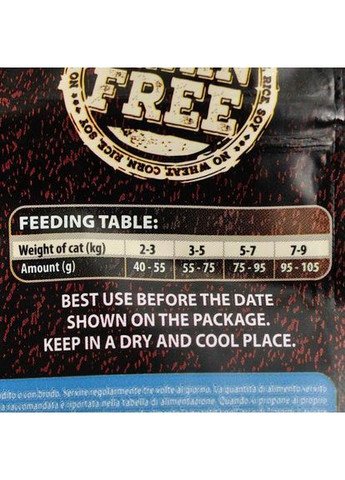 FREE
NO WHEAT, CORN, RICE, SOY
FEEDING TABLE:
Weight of cat (kg) 2-3 3-5 5-7 7-9
Amount (g) 40 - 55 55 - 75 75 - 95 95 - 105
BEST USE BEFORE THE DATE
SHOWN ON THE PACKAGE.
KEEP IN A DRY AND COOL PLACE.
regolarmente tre volte al giorno. La quantità di alimento
raccomandata è riportata nella tabella di alimentazione. Quando si